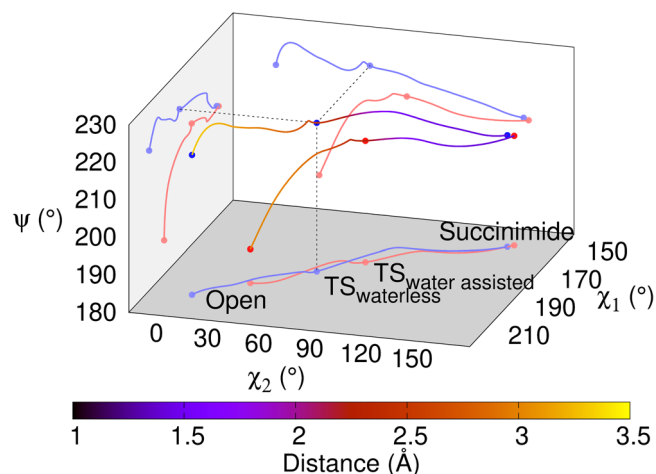 230
220
210
200
190
180
ψ (°)
0
30
60
90
120
150
χ2 (°)
150
170
190
210
χ1 (°)
Open
TSwaterless
TSwater assisted
Succinimide
1
1.5
2
2.5
3
3.5
Distance (Å)